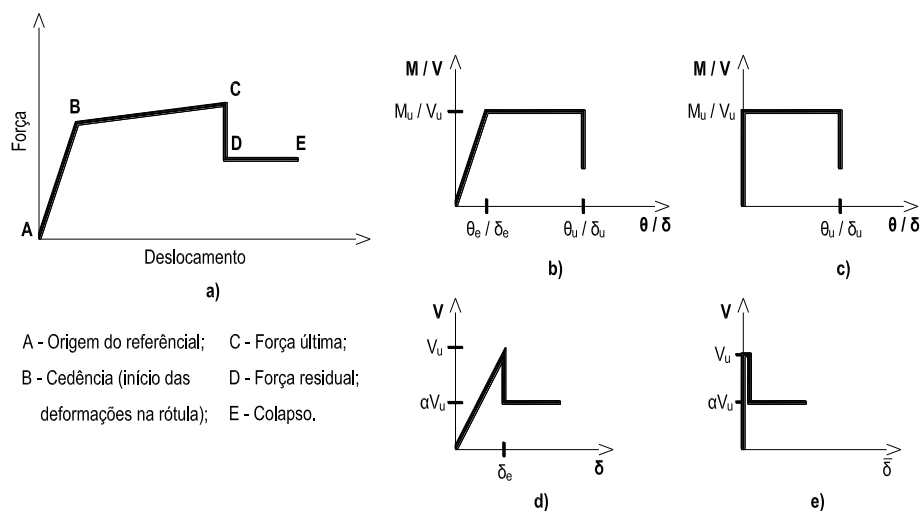 Força
A
B
C
D
E
Deslocamento
a)
M / V
Mᵤ / Vᵤ
θₑ / δₑ
θᵤ / δᵤ
θ / δ
b)
M / V
Mᵤ / Vᵤ
θᵤ / δᵤ
θ / δ
c)
A - Origem do referêncial;
C - Força última;
B - Cedência (início das
D - Força residual;
deformações na rótula);
E - Colapso.
V
Vᵤ
αVᵤ
δₑ
δ
d)
V
Vᵤ
αVᵤ
δ̅
e)